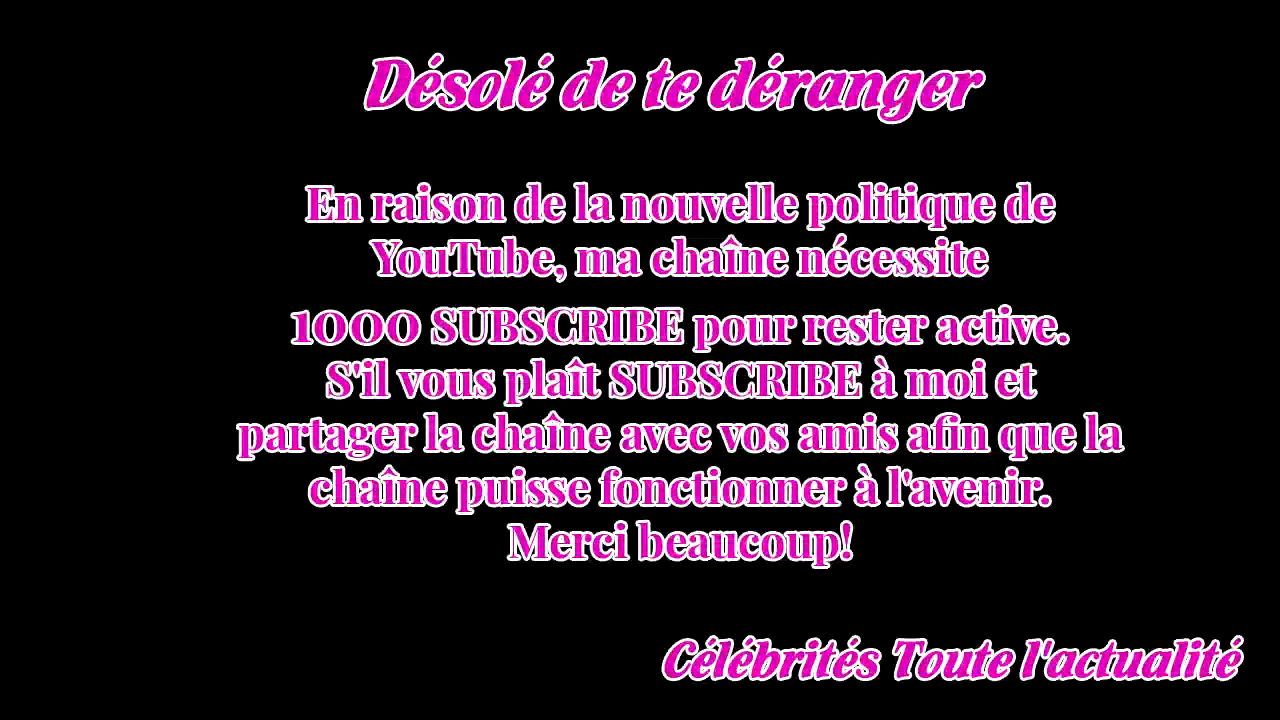 Désolé de te déranger
En raison de la nouvelle politique de
YouTube, ma chaîne nécessite
1000 SUBSCRIBE pour rester active.
S'il vous plaît SUBSCRIBE à moi et
partager la chaîne avec vos amis afin que la
chaîne puisse fonctionner à l'avenir.
Merci beaucoup!
Célébrités Toute l'actualité